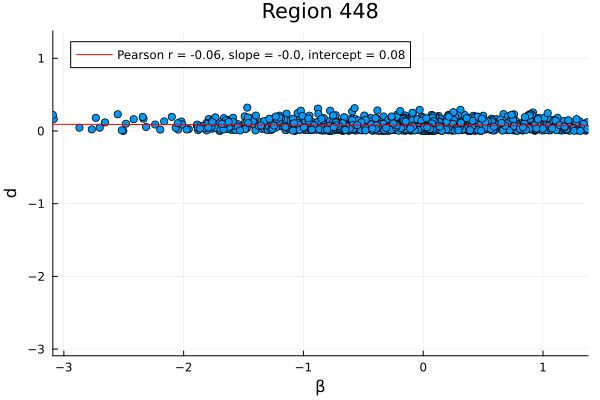 Region 448
Pearson r = -0.06, slope = -0.0, intercept = 0.08
1
0
−1
−2
−3
d
−3
−2
−1
0
1
β